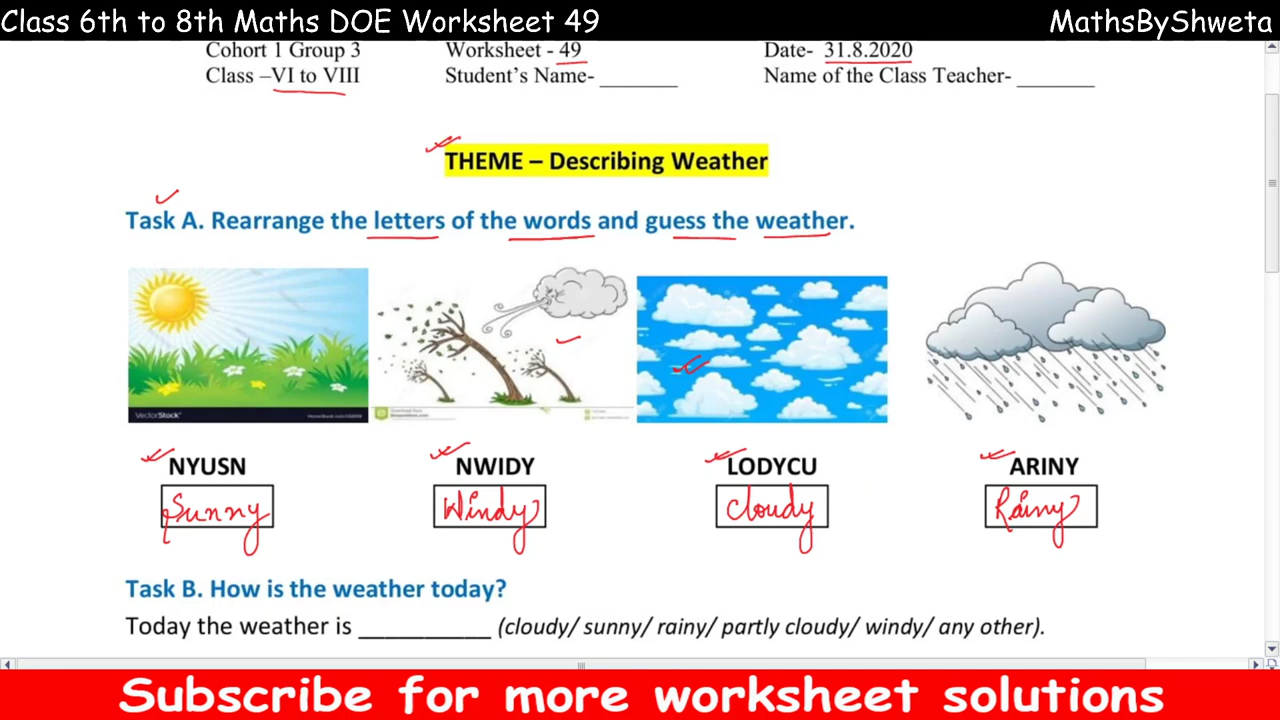 Class 6th to 8th Maths DOE Worksheet 49 MathsByShweta
Cohort 1 Group 3 Worksheet - 49 Date- 31.8.2020
Class –VI to VIII Student's Name- _______ Name of the Class Teacher- _______
THEME – Describing Weather
Task A. Rearrange the letters of the words and guess the weather.
VectorStock
NYUSN NWIDY LODYCU ARINY
Sunny Windy Cloudy Rainy
Task B. How is the weather today?
Today the weather is __________ (cloudy/ sunny/ rainy/ partly cloudy/ windy/ any other).
Subscribe for more worksheet solutions